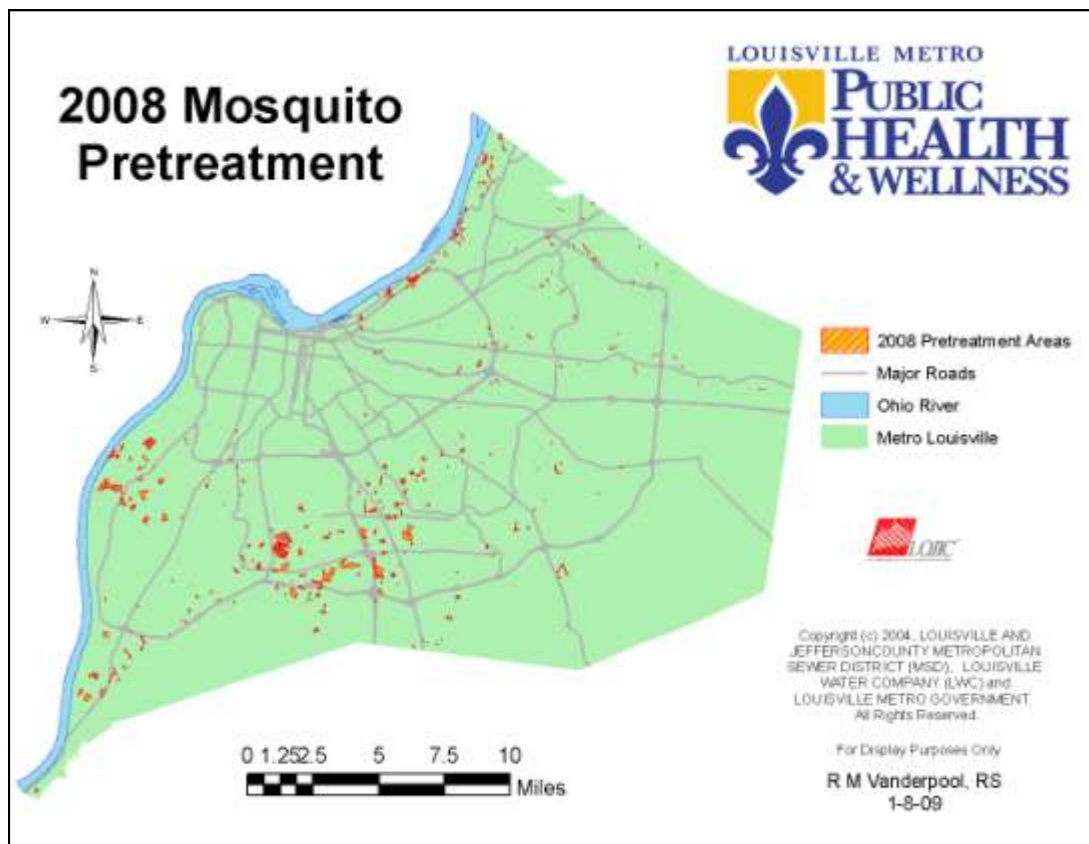 2008 Mosquito
Pretreatment
LOUISVILLE METRO
PUBLIC
HEALTH
& WELLNESS
N
W E
S
2008 Pretreatment Areas
Major Roads
Ohio River
Metro Louisville
LOJIC
Copyright (c) 2004, LOUISVILLE AND
JEFFERSONCOUNTY METROPOLITAN
SEWER DISTRICT (MSD), LOUISVILLE
WATER COMPANY (LWC) and
LOUISVILLE METRO GOVERNMENT.
All Rights Reserved.
For Display Purposes Only
R M Vanderpool, RS
1-8-09
0 1.252.5 5 7.5 10
Miles